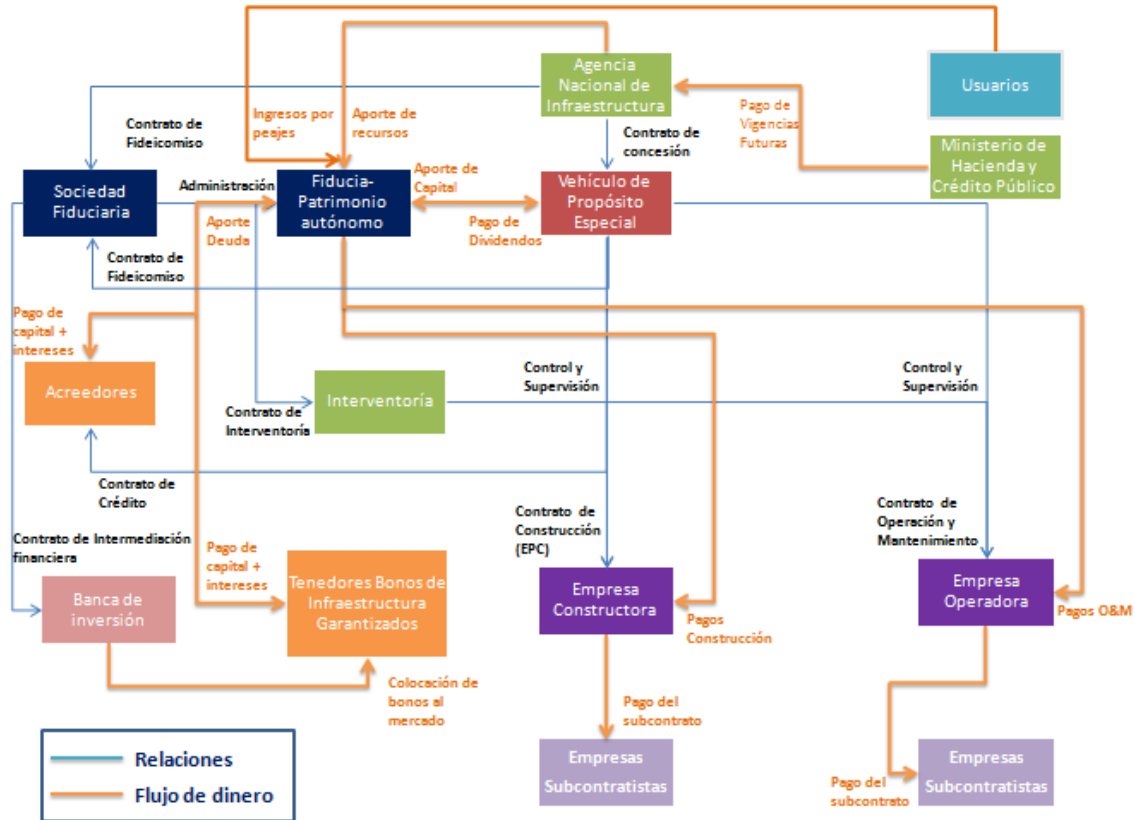 Agencia
Nacional de
Infraestructura
Usuarios
Pago de
Vigencias
Futuras
Ministerio de
Hacienda y
Crédito Público
Contrato de
Fideicomiso
Ingresos por
peajes
Aporte de
recursos
Contrato de
concesión
Sociedad
Fiduciaria
Administración
Fiducia-
Patrimonio
autónomo
Aporte de
Capital
Vehículo de
Propósito
Especial
Aporte
Deuda
Pago de
Dividendos
Contrato de
Fideicomiso
Pago de
capital +
intereses
Acreedores
Interventoría
Contrato de
Interventoría
Control y
Supervisión
Control y
Supervisión
Contrato de
Crédito
Contrato de
Construcción
(EPC)
Contrato de
Operación y
Mantenimiento
Contrato de Intermediación
financiera
Pago de
capital +
intereses
Banca de
inversión
Tenedores Bonos de
Infraestructura
Garantizados
Empresa
Constructora
Empresa
Operadora
Pagos
Construcción
Pagos O&M
Colocación de
bonos al
mercado
Pago del
subcontrato
Empresas
Subcontratistas
Pago del
subcontrato
Empresas
Subcontratistas
Relaciones
Flujo de dinero